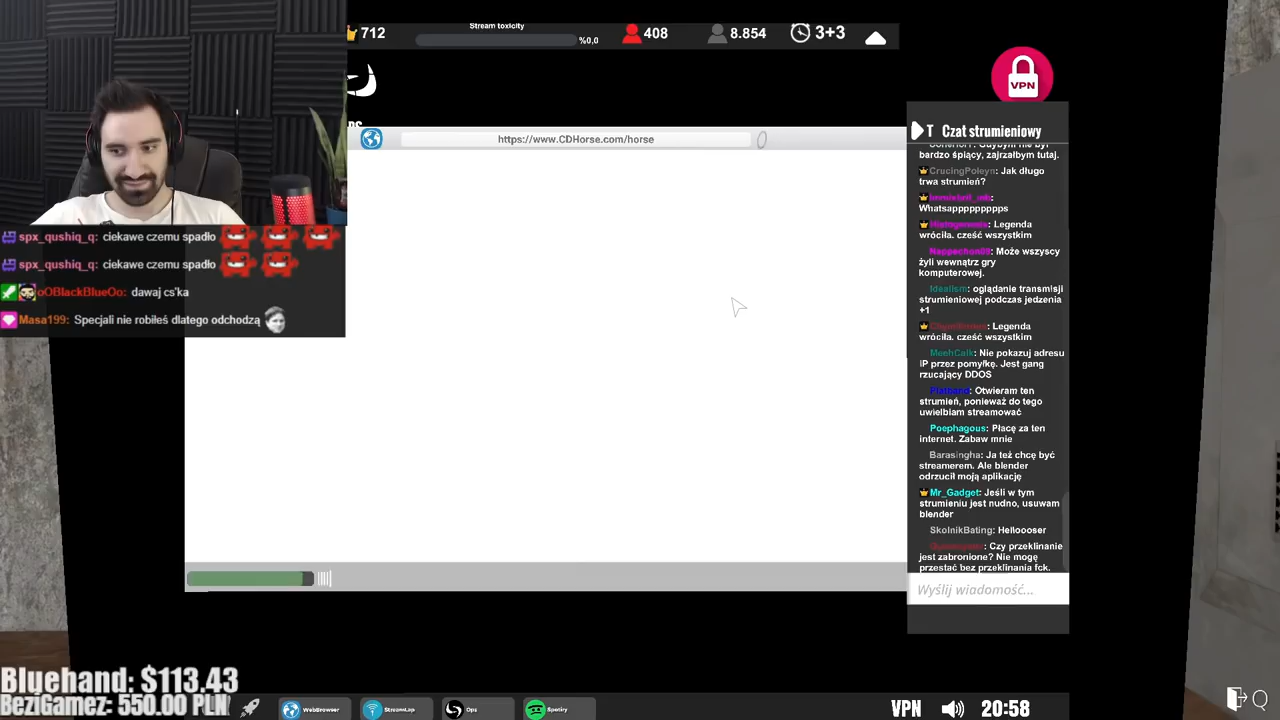 712
Stream toxicity
%0,0
408
8.854
3+3
VPN
https://www.CDHorse.com/horse
T Czat strumieniowy
bardzo śpiący, zajrzałbym tutaj.
CrucingPoleyn: Jak długo
trwa strumień?
Whatsapppppppppps
Legenda
wróciła. cześć wszystkim
Nappechon09: Może wszyscy
żyli wewnątrz gry
komputerowej.
Idealism: oglądanie transmisji
strumieniowej podczas jedzenia
+1
Legenda
wróciła. cześć wszystkim
MeehCalk: Nie pokazuj adresu
IP przez pomyłkę. Jest gang
rzucający DDOS
Otwieram ten
strumień, ponieważ do tego
uwielbiam streamować
Poephagous: Płacę za ten
internet. Zabaw mnie
Barasingha: Ja też chcę być
streamerem. Ale blender
odrzucił moją aplikację
Mr_Gadget: Jeśli w tym
strumieniu jest nudno, usuwam
blender
SkolnikBating: Helloooser
Czy przeklinanie
jest zabronione? Nie mogę
przestać bez przeklinania fck.
Wyślij wiadomość...
spx_qushiq_q: ciekawe czemu spadło
spx_qushiq_q: ciekawe czemu spadło
oOBlackBlueOo: dawaj cs'ka
Masa199: Specjali nie robiłeś dlatego odchodzą
Bluehand: $113.43
BeziGamez: 550.00 PLN
WebBrowser
StreamLap
Ops
Spotiry
VPN
20:58
Q